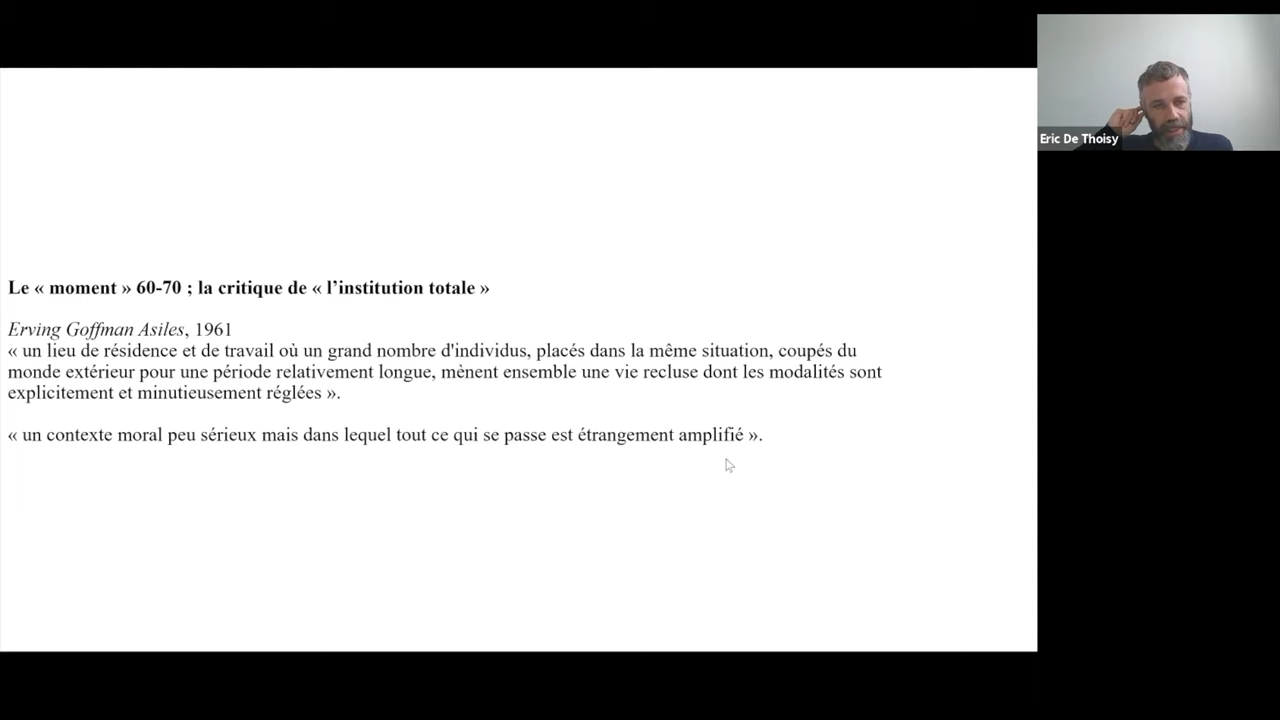 Le « moment » 60-70 ; la critique de « l’institution totale »
Erving Goffman Asiles, 1961
« un lieu de résidence et de travail où un grand nombre d'individus, placés dans la même situation, coupés du
monde extérieur pour une période relativement longue, mènent ensemble une vie recluse dont les modalités sont
explicitement et minutieusement réglées ».
« un contexte moral peu sérieux mais dans lequel tout ce qui se passe est étrangement amplifié ».
Eric De Thoisy